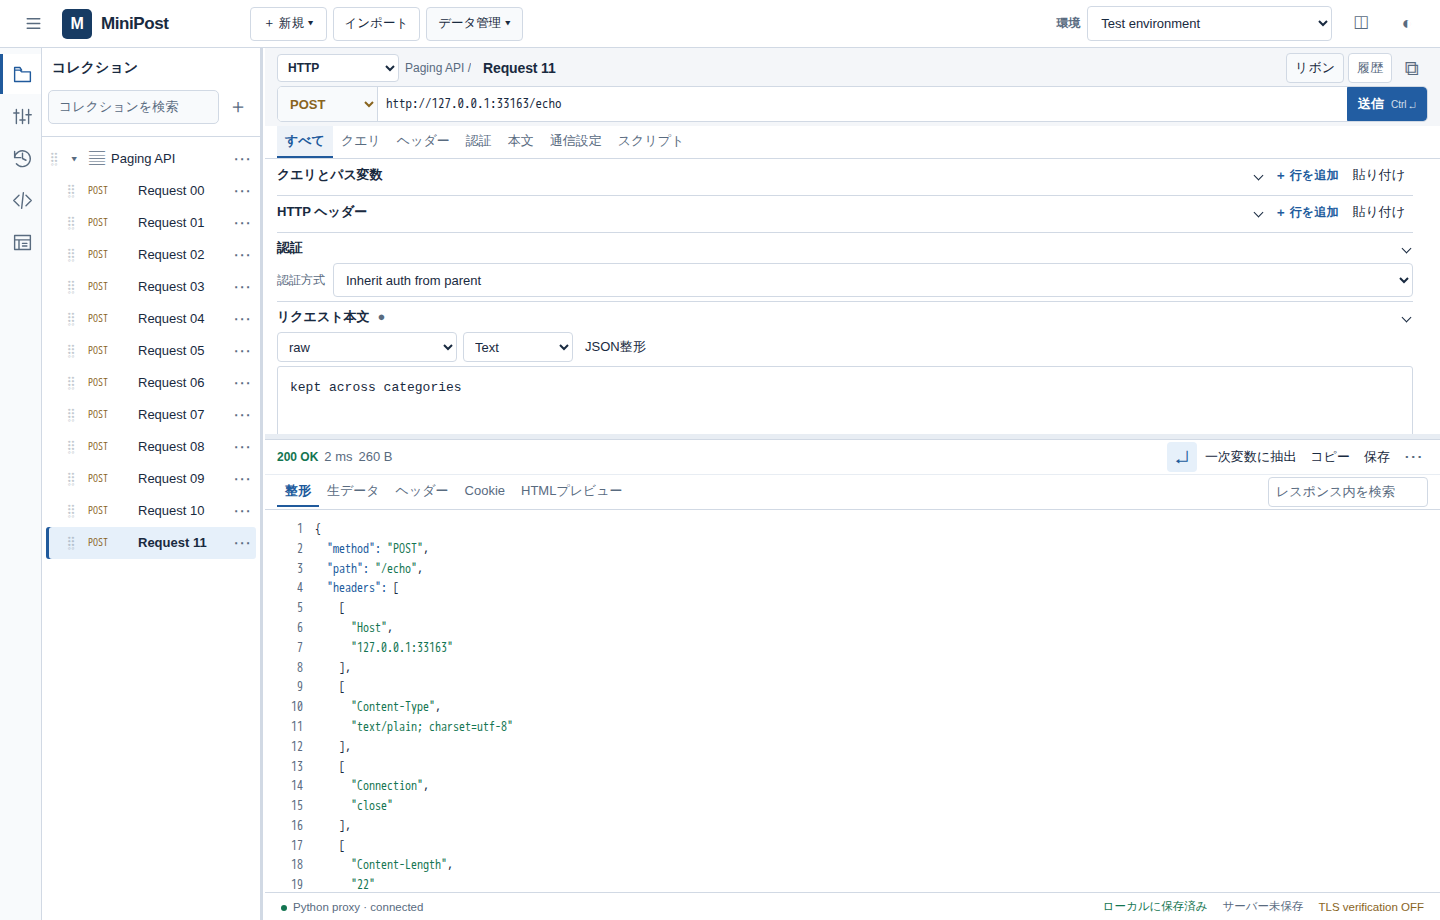 M MiniPost ＋ 新規 ▾ インポート データ管理 ▾ 環境 Test environment
コレクション
コレクションを検索 ＋
▾ Paging API ···
POST Request 00 ···
POST Request 01 ···
POST Request 02 ···
POST Request 03 ···
POST Request 04 ···
POST Request 05 ···
POST Request 06 ···
POST Request 07 ···
POST Request 08 ···
POST Request 09 ···
POST Request 10 ···
POST Request 11 ···
HTTP Paging API / Request 11 リボン 履歴
POST http://127.0.0.1:33163/echo 送信 Ctrl ⏎
すべて クエリ ヘッダー 認証 本文 通信設定 スクリプト
クエリとパス変数 + 行を追加 貼り付け
HTTP ヘッダー + 行を追加 貼り付け
認証
認証方式 Inherit auth from parent
リクエスト本文 ●
raw Text JSON整形
kept across categories
200 OK 2 ms 260 B 一次変数に抽出 コピー 保存 ···
整形 生データ ヘッダー Cookie HTMLプレビュー レスポンス内を検索
1 {
2 "method": "POST",
3 "path": "/echo",
4 "headers": [
5 [
6 "Host",
7 "127.0.0.1:33163"
8 ],
9 [
10 "Content-Type",
11 "text/plain; charset=utf-8"
12 ],
13 [
14 "Connection",
15 "close"
16 ],
17 [
18 "Content-Length",
19 "22"
● Python proxy · connected ローカルに保存済み サーバー未保存 TLS verification OFF